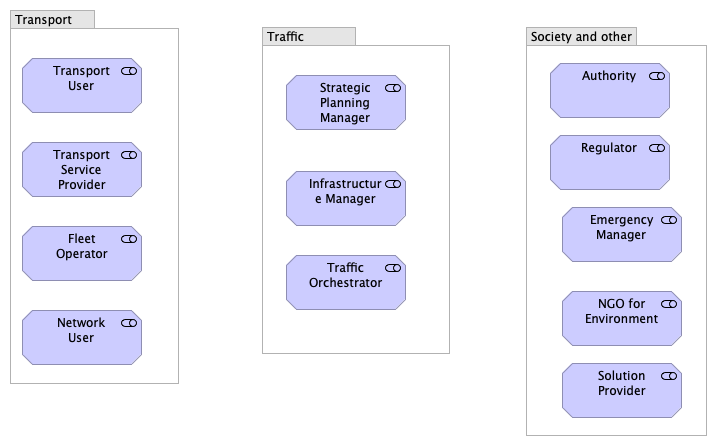 Transport
Transport
User
Transport
Service
Provider
Fleet
Operator
Network
User
Traffic
Strategic
Planning
Manager
Infrastructur
e Manager
Traffic
Orchestrator
Society and other
Authority
Regulator
Emergency
Manager
NGO for
Environment
Solution
Provider